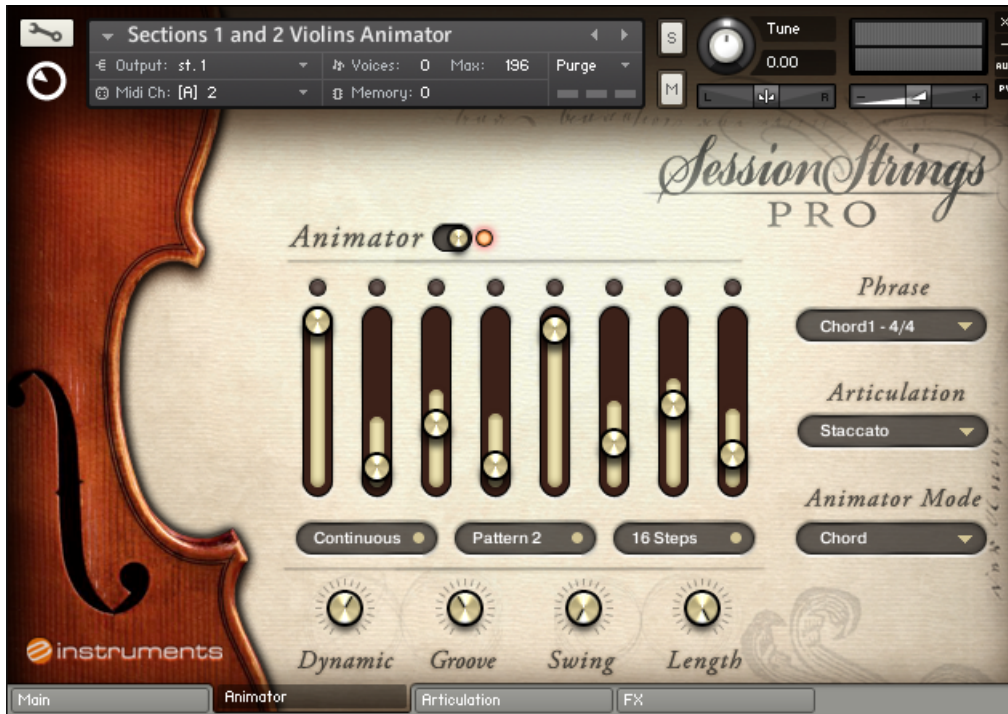 Sections 1 and 2 Violins Animator
Output: st.1 Voices: 0 Max: 196 Purge
Midi Ch: [A] 2 Memory: 0
S
M
Tune
0.00
L R
- +
AU
PV
Session Strings
PRO
Animator
Phrase
Chord1 - 4/4
Articulation
Staccato
Animator Mode
Chord
Continuous Pattern 2 16 Steps
Dynamic Groove Swing Length
e instruments
Main Animator Articulation FX